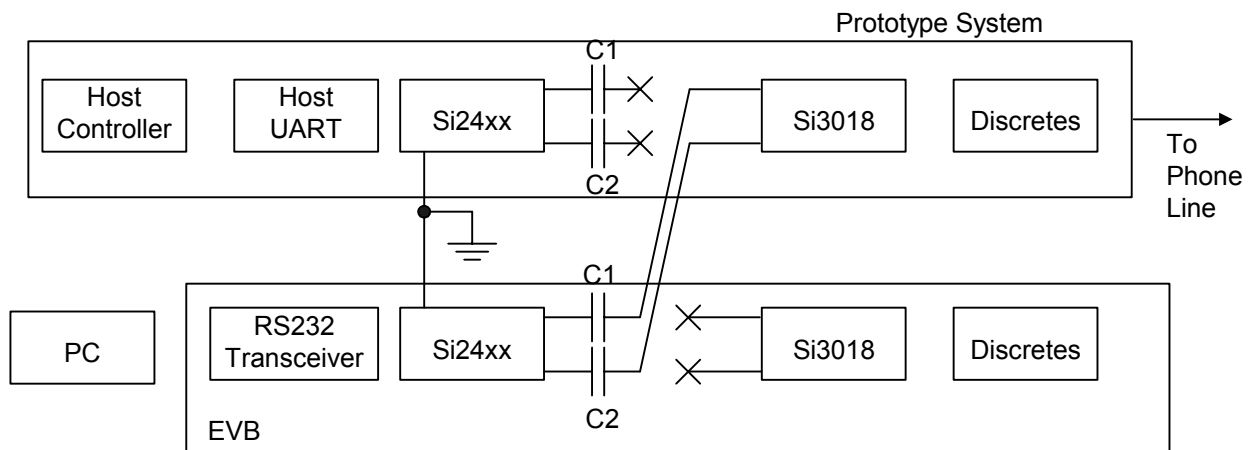 Prototype System
C1
Host
Controller
Host
UART
Si24xx
Si3018
Discretes
C2
To
Phone
Line
C1
PC
RS232
Transceiver
Si24xx
Si3018
Discretes
C2
EVB